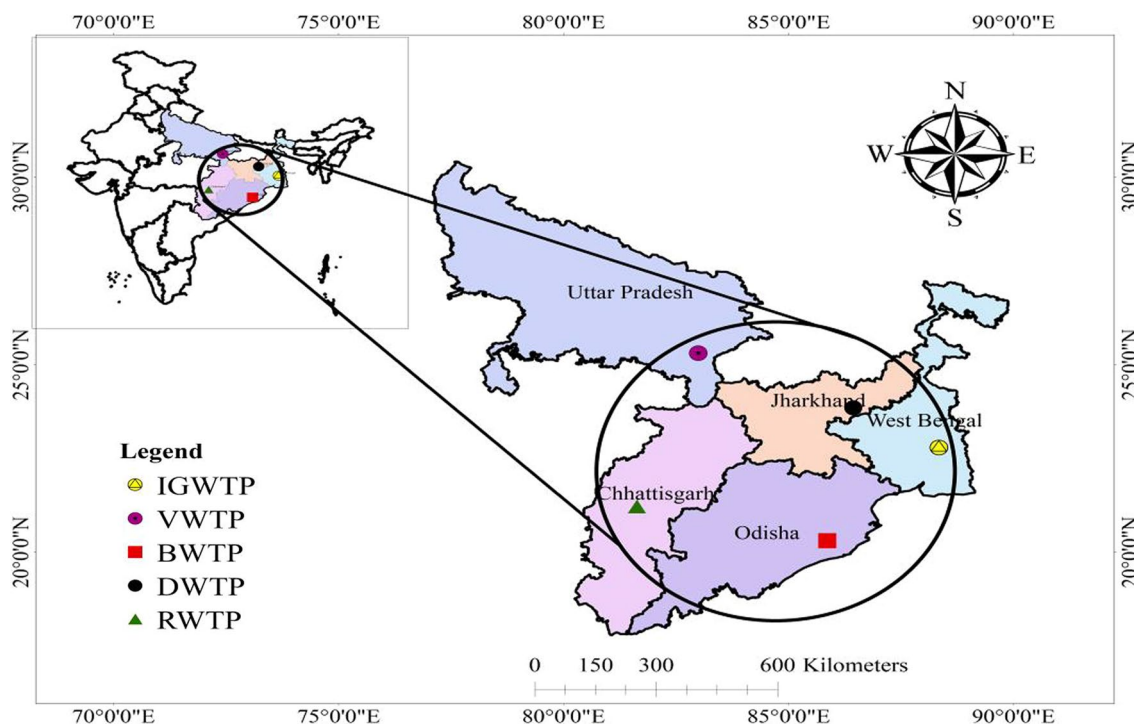 70°0'0"E 75°0'0"E 80°0'0"E 85°0'0"E 90°0'0"E
N
W E
S
30°0'0"N 30°0'0"N
Uttar Pradesh
25°0'0"N 25°0'0"N
Jharkhand
West Bengal
Legend
IGWTP
VWTP
BWTP
DWTP
RWTP
Chhattisgarh
Odisha
20°0'0"N 20°0'0"N
0 150 300 600 Kilometers
70°0'0"E 75°0'0"E 80°0'0"E 85°0'0"E 90°0'0"E